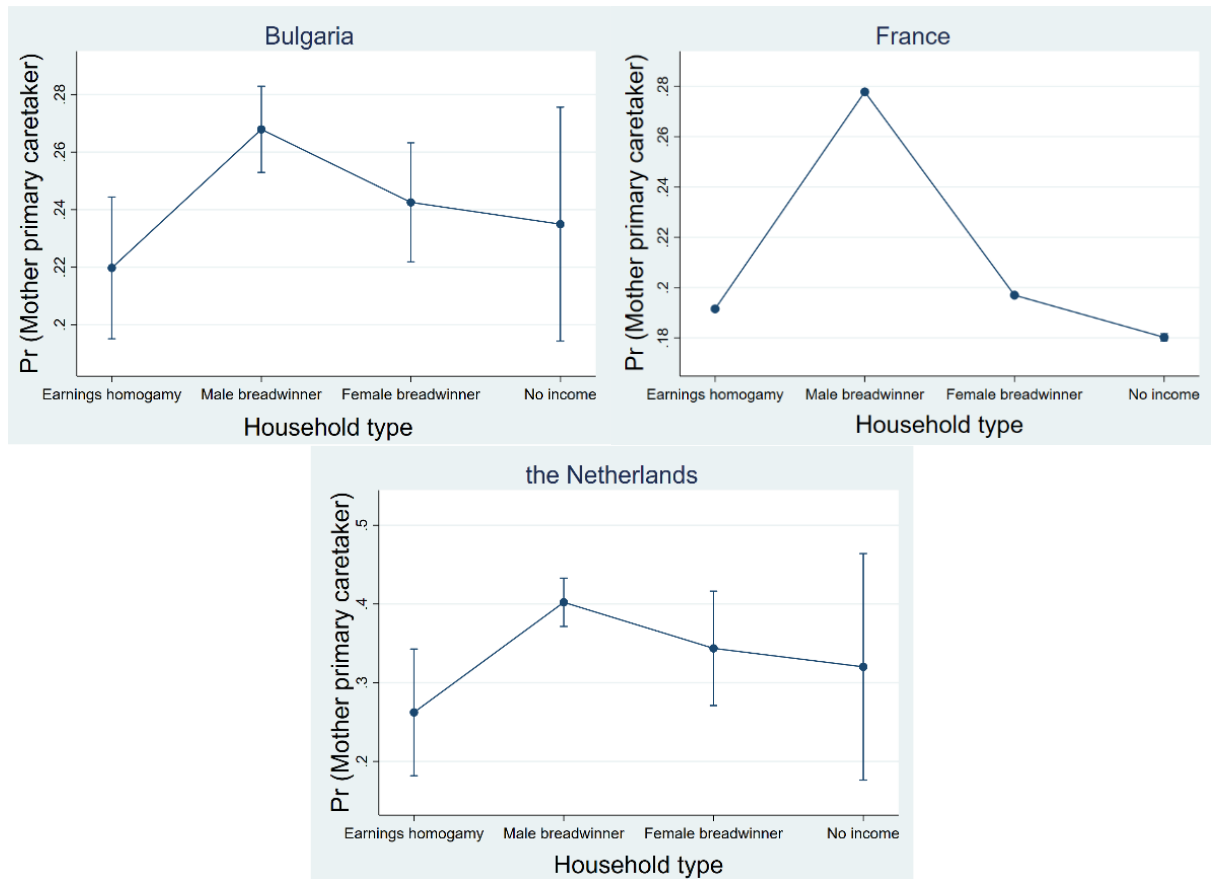 Bulgaria
Pr (Mother primary caretaker)
.28
.26
.24
.22
.2
Earnings homogamy
Male breadwinner
Female breadwinner
No income
Household type
France
Pr (Mother primary caretaker)
.28
.26
.24
.22
.2
.18
Earnings homogamy
Male breadwinner
Female breadwinner
No income
Household type
the Netherlands
Pr (Mother primary caretaker)
.5
.4
.3
.2
Earnings homogamy
Male breadwinner
Female breadwinner
No income
Household type